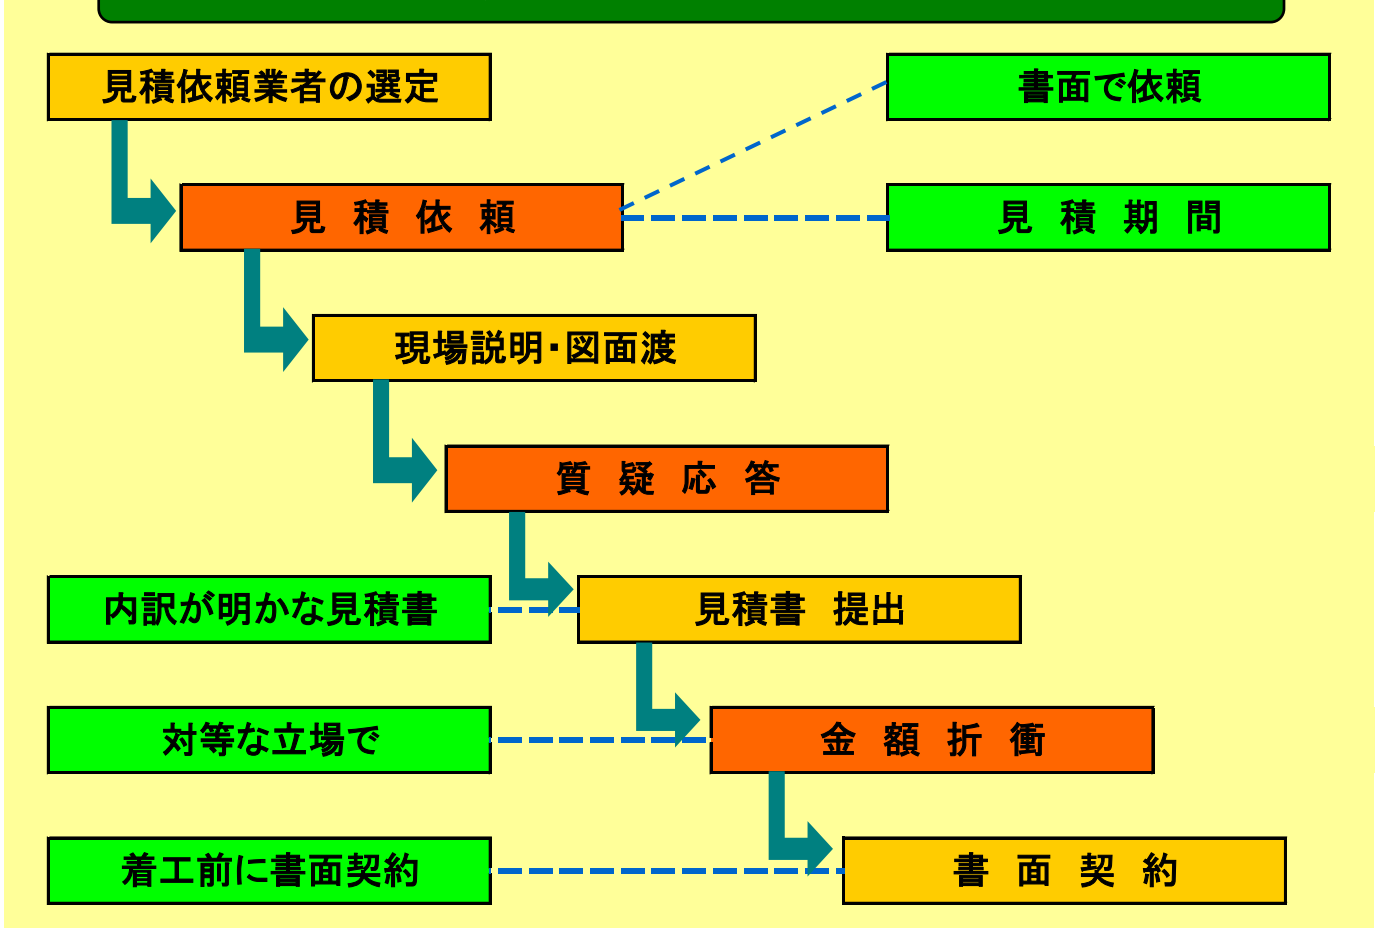 見積依頼業者の選定
書面で依頼
見 積 依 頼
見 積 期 間
現場説明・図面渡
質 疑 応 答
内訳が明かな見積書
見積書 提出
対等な立場で
金 額 折 衝
着工前に書面契約
書 面 契 約